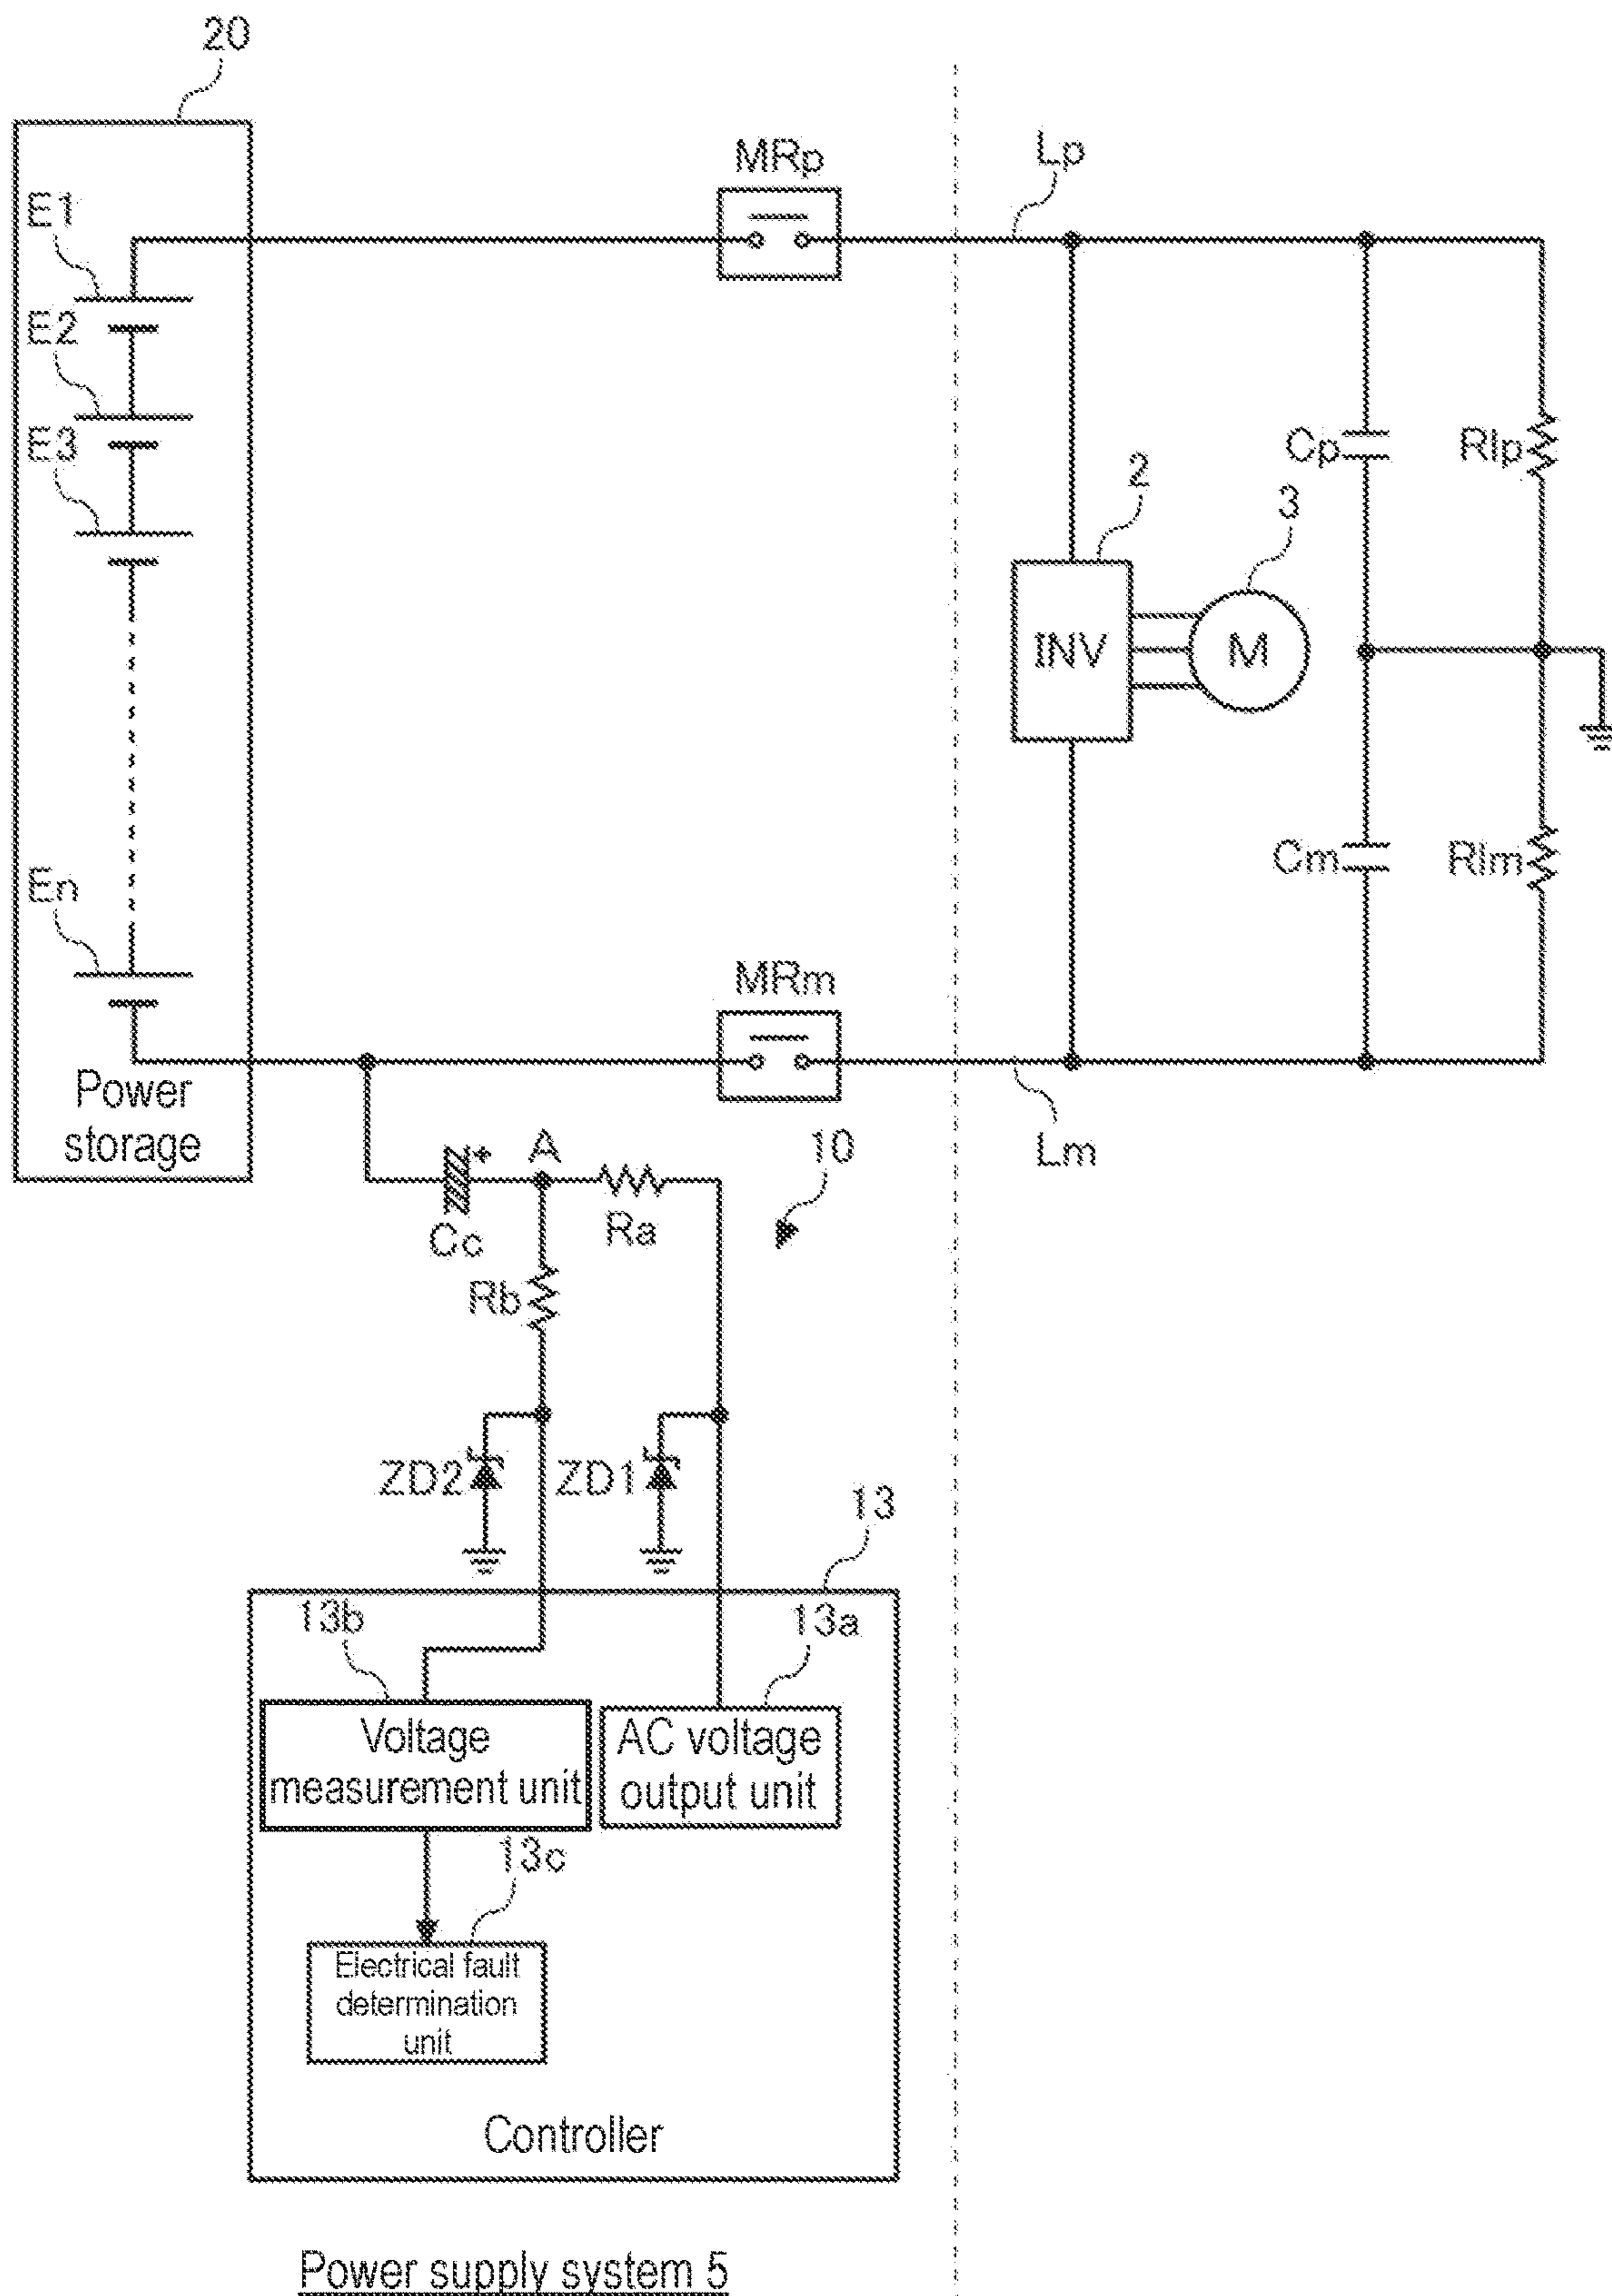 20
MRp
Lp
E1
E2
E3
Cp
Rlp
2
3
INV
M
Cm
Rlm
En
MRm
Power
storage
A
10
Lm
Cc
Ra
Rb
ZD2
ZD1
13
13b
13a
Voltage
measurement unit
AC voltage
output unit
13c
Electrical fault
determination
unit
Controller
Power supply system 5